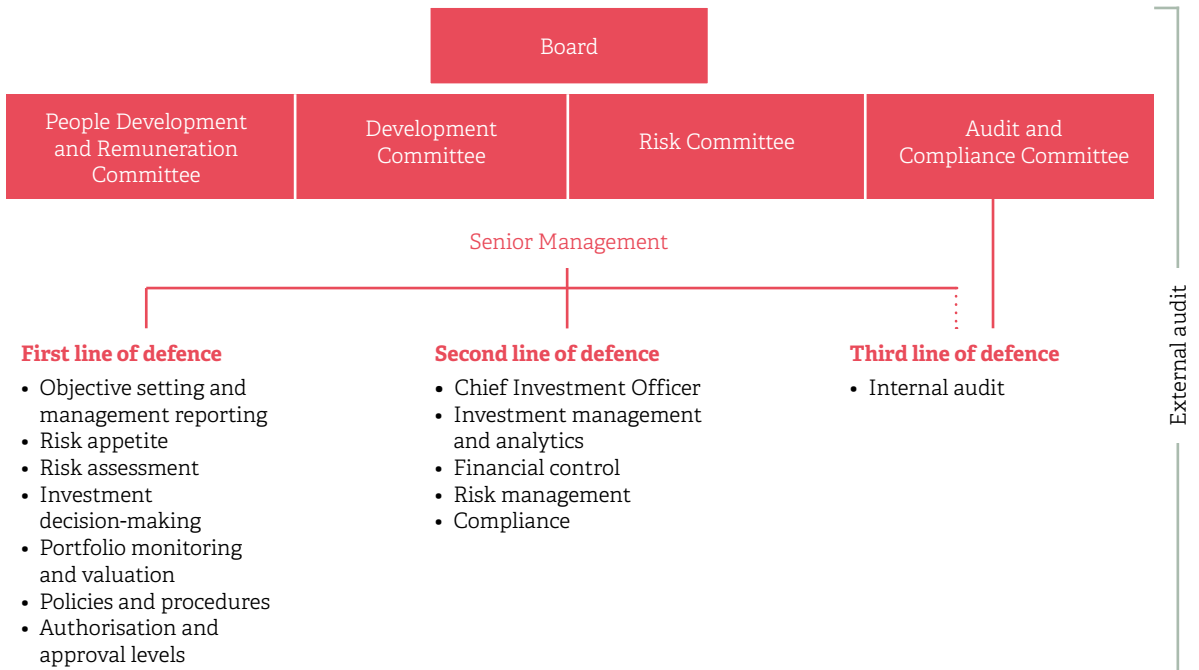 Board
People Development
and Remuneration
Committee
Development
Committee
Risk Committee
Audit and
Compliance Committee
Senior Management
First line of defence
• Objective setting and
management reporting
• Risk appetite
• Risk assessment
• Investment
decision-making
• Portfolio monitoring
and valuation
• Policies and procedures
• Authorisation and
approval levels
Second line of defence
• Chief Investment Officer
• Investment management
and analytics
• Financial control
• Risk management
• Compliance
Third line of defence
• Internal audit
External audit